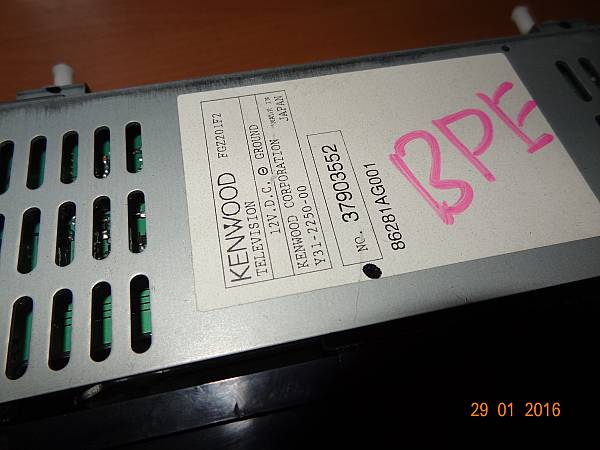 KENWOOD FGZ201F2
TELEVISION
12V.D.C. ⊖ GROUND
KENWOOD CORPORATION MADE IN JAPAN
Y31-2250-00
NO. 37903552
86281AG001
BPE
29 01 2016